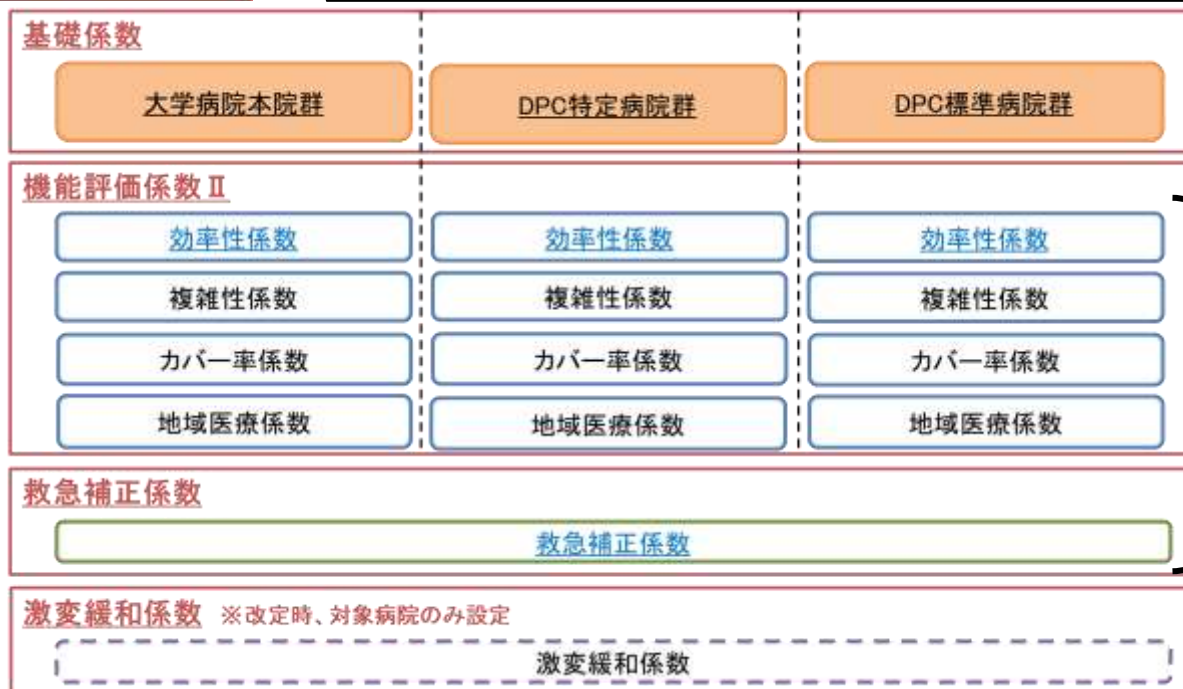 基礎係数
大学病院本院群 DPC特定病院群 DPC標準病院群
機能評価係数Ⅱ
効率性係数 効率性係数 効率性係数
複雑性係数 複雑性係数 複雑性係数
カバー率係数 カバー率係数 カバー率係数
地域医療係数 地域医療係数 地域医療係数
救急補正係数
救急補正係数
激変緩和係数 ※改定時、対象病院のみ設定
激変緩和係数